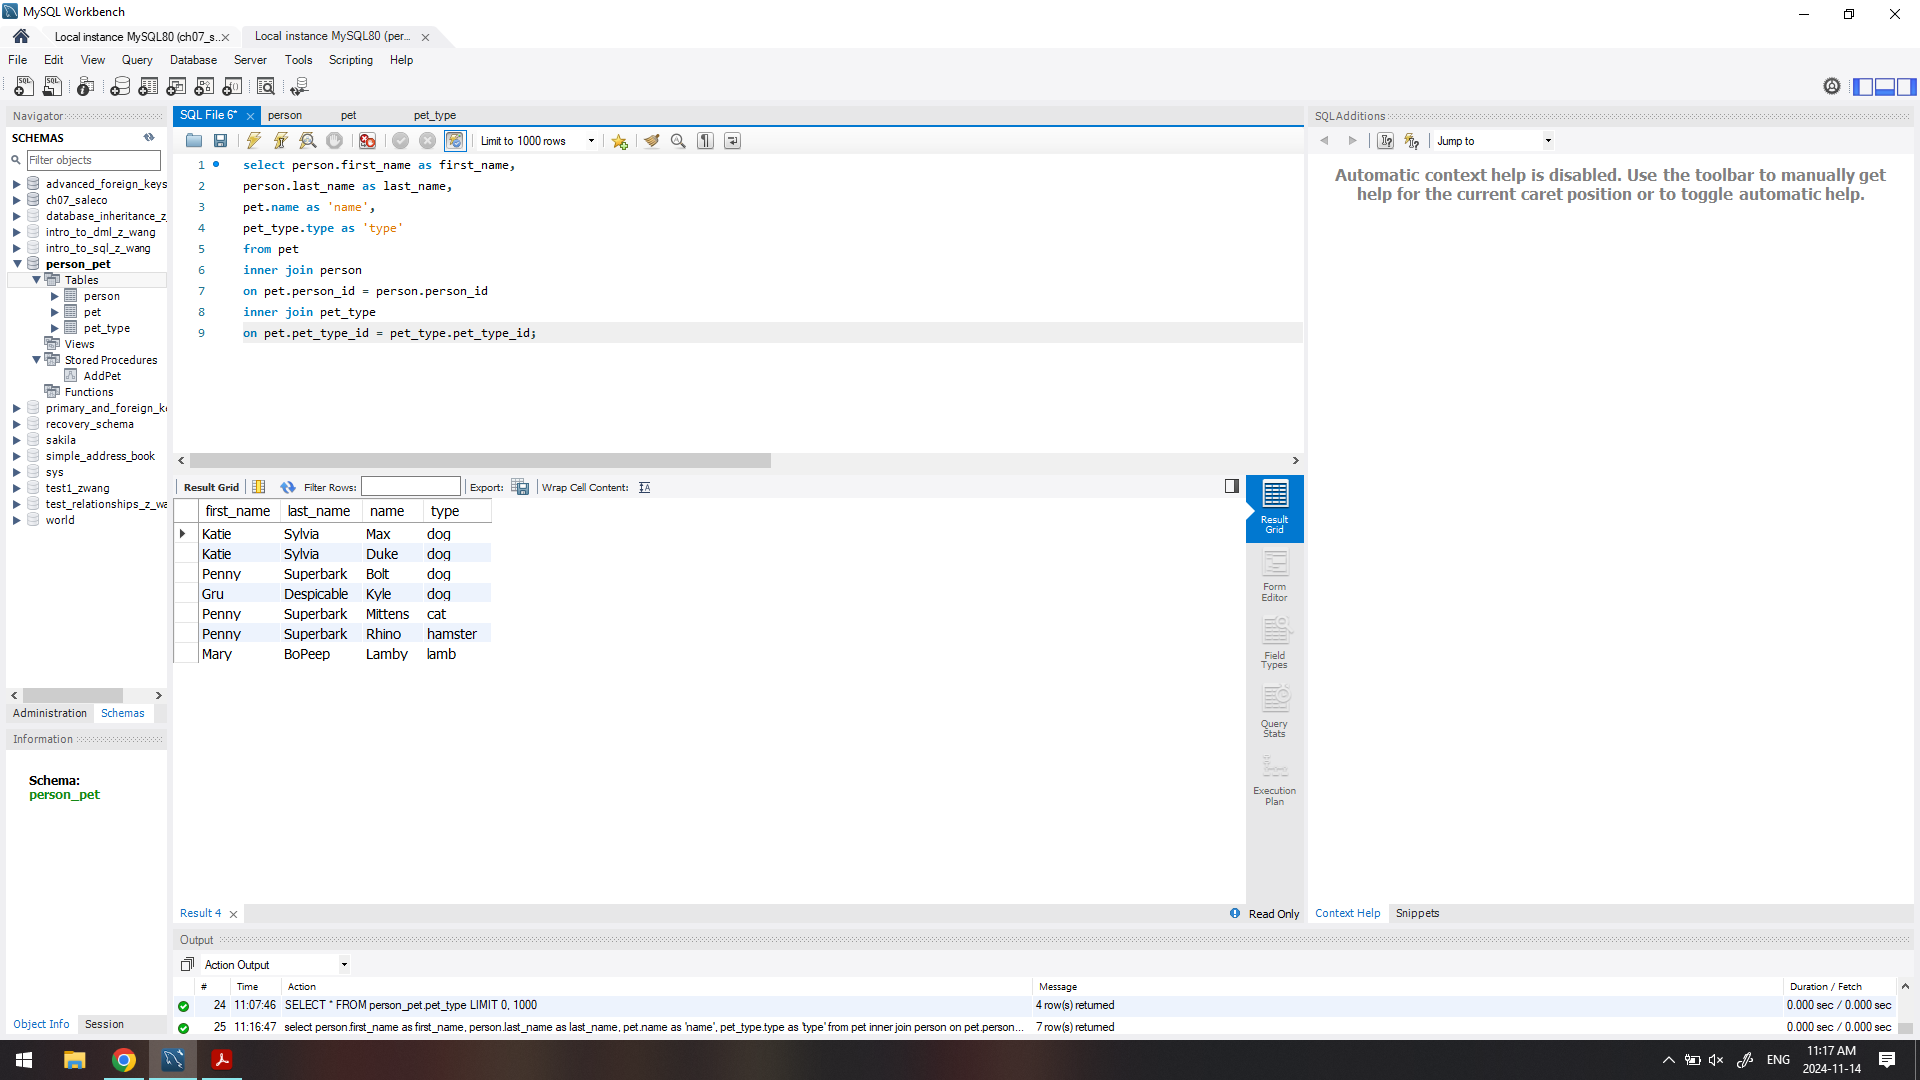 MySQL Workbench
Local instance MySQL80 (ch07_s..
Local instance MySQL80 (per...
File Edit View Query Database Server Tools Scripting Help
Navigator
SCHEMAS
Filter objects
advanced_foreign_keys
ch07_saleco
database_inheritance_z_
intro_to_dml_z_wang
intro_to_sql_z_wang
person_pet
Tables
person
pet
pet_type
Views
Stored Procedures
AddPet
Functions
primary_and_foreign_ke
recovery_schema
sakila
simple_address_book
sys
test1_zwang
test_relationships_z_wa
world
Administration Schemas
Information
Schema:
person_pet
Object Info Session
SQL File 6* person pet pet_type
Limit to 1000 rows
1 select person.first_name as first_name,
2 person.last_name as last_name,
3 pet.name as 'name',
4 pet_type.type as 'type'
5 from pet
6 inner join person
7 on pet.person_id = person.person_id
8 inner join pet_type
9 on pet.pet_type_id = pet_type.pet_type_id;
Result Grid Filter Rows: Export: Wrap Cell Content:
first_name last_name name type
Katie Sylvia Max dog
Katie Sylvia Duke dog
Penny Superbark Bolt dog
Gru Despicable Kyle dog
Penny Superbark Mittens cat
Penny Superbark Rhino hamster
Mary BoPeep Lamby lamb
Result
Grid
Form
Editor
Field
Types
Query
Stats
Execution
Plan
Result 4
Read Only
SQLAdditions
Jump to
Automatic context help is disabled. Use the toolbar to manually get
help for the current caret position or to toggle automatic help.
Context Help Snippets
Output
Action Output
# Time Action Message Duration / Fetch
24 11:07:46 SELECT * FROM person_pet.pet_type LIMIT 0, 1000 4 row(s) returned 0.000 sec / 0.000 sec
25 11:16:47 select person.first_name as first_name, person.last_name as last_name, pet.name as 'name', pet_type.type as 'type' from pet inner join person on pet.person... 7 row(s) returned 0.000 sec / 0.000 sec
ENG
11:17 AM
2024-11-14